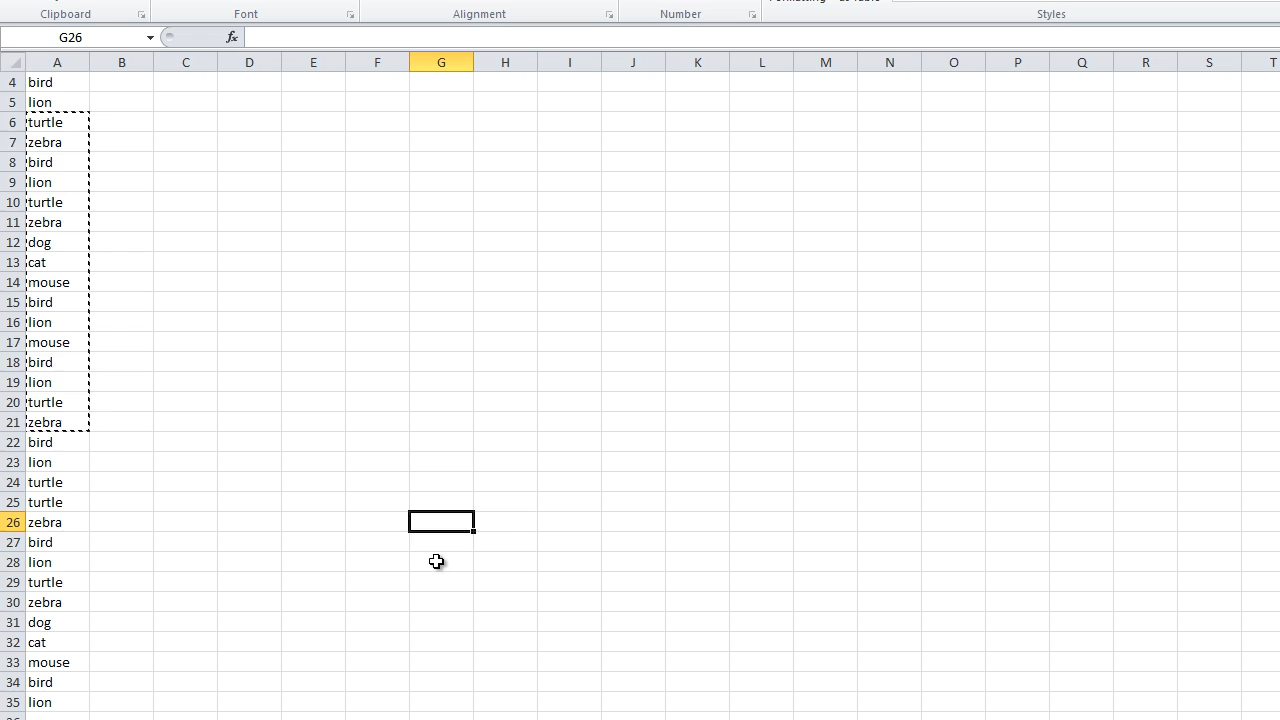 Clipboard Font Alignment Number Styles
G26 fx
A B C D E F G H I J K L M N O P Q R S T
4 bird
5 lion
6 turtle
7 zebra
8 bird
9 lion
10 turtle
11 zebra
12 dog
13 cat
14 mouse
15 bird
16 lion
17 mouse
18 bird
19 lion
20 turtle
21 zebra
22 bird
23 lion
24 turtle
25 turtle
26 zebra
27 bird
28 lion
29 turtle
30 zebra
31 dog
32 cat
33 mouse
34 bird
35 lion